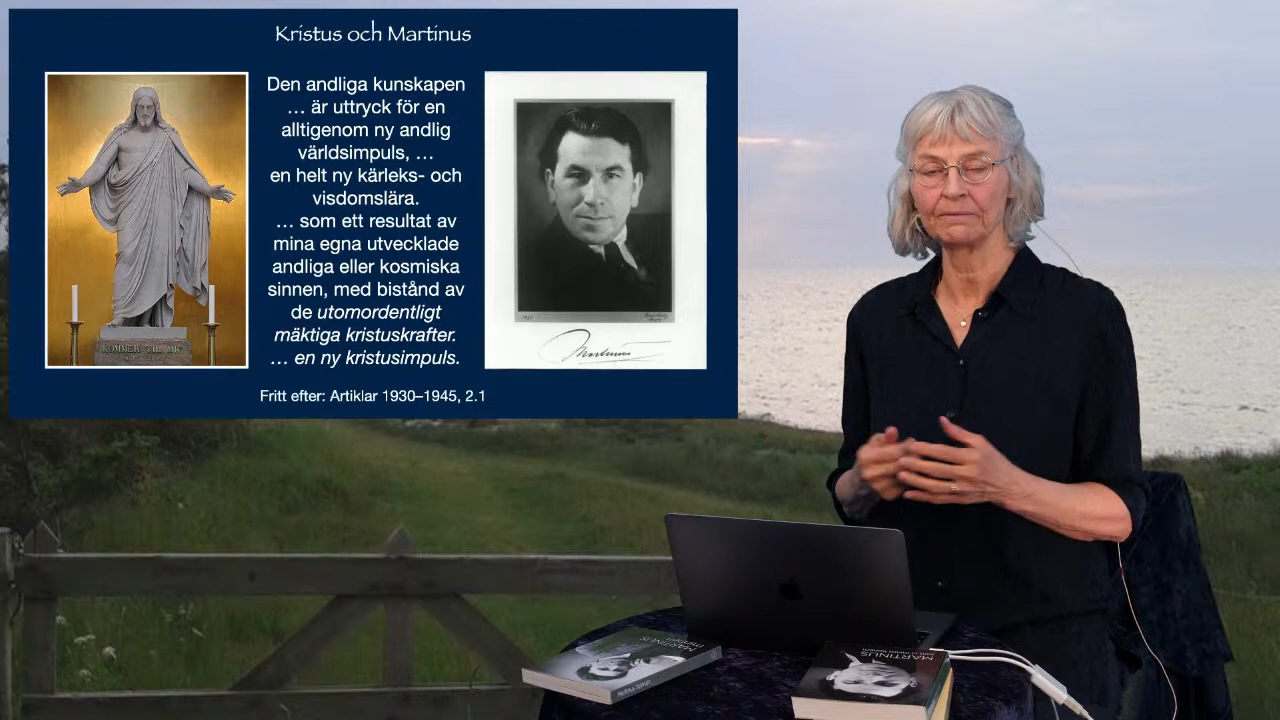 Kristus och Martinus
Den andliga kunskapen
... är uttryck för en
alltigenom ny andlig
världsimpuls, ...
en helt ny kärleks- och
visdomslära.
... som ett resultat av
mina egna utvecklade
andliga eller kosmiska
sinnen, med bistånd av
de utomordentligt
mäktiga kristuskrafter.
... en ny kristusimpuls.
Fritt efter: Artiklar 1930–1945, 2.1
KOMMER TIL MIG
Martinus
MARTINUS
MARTINUS